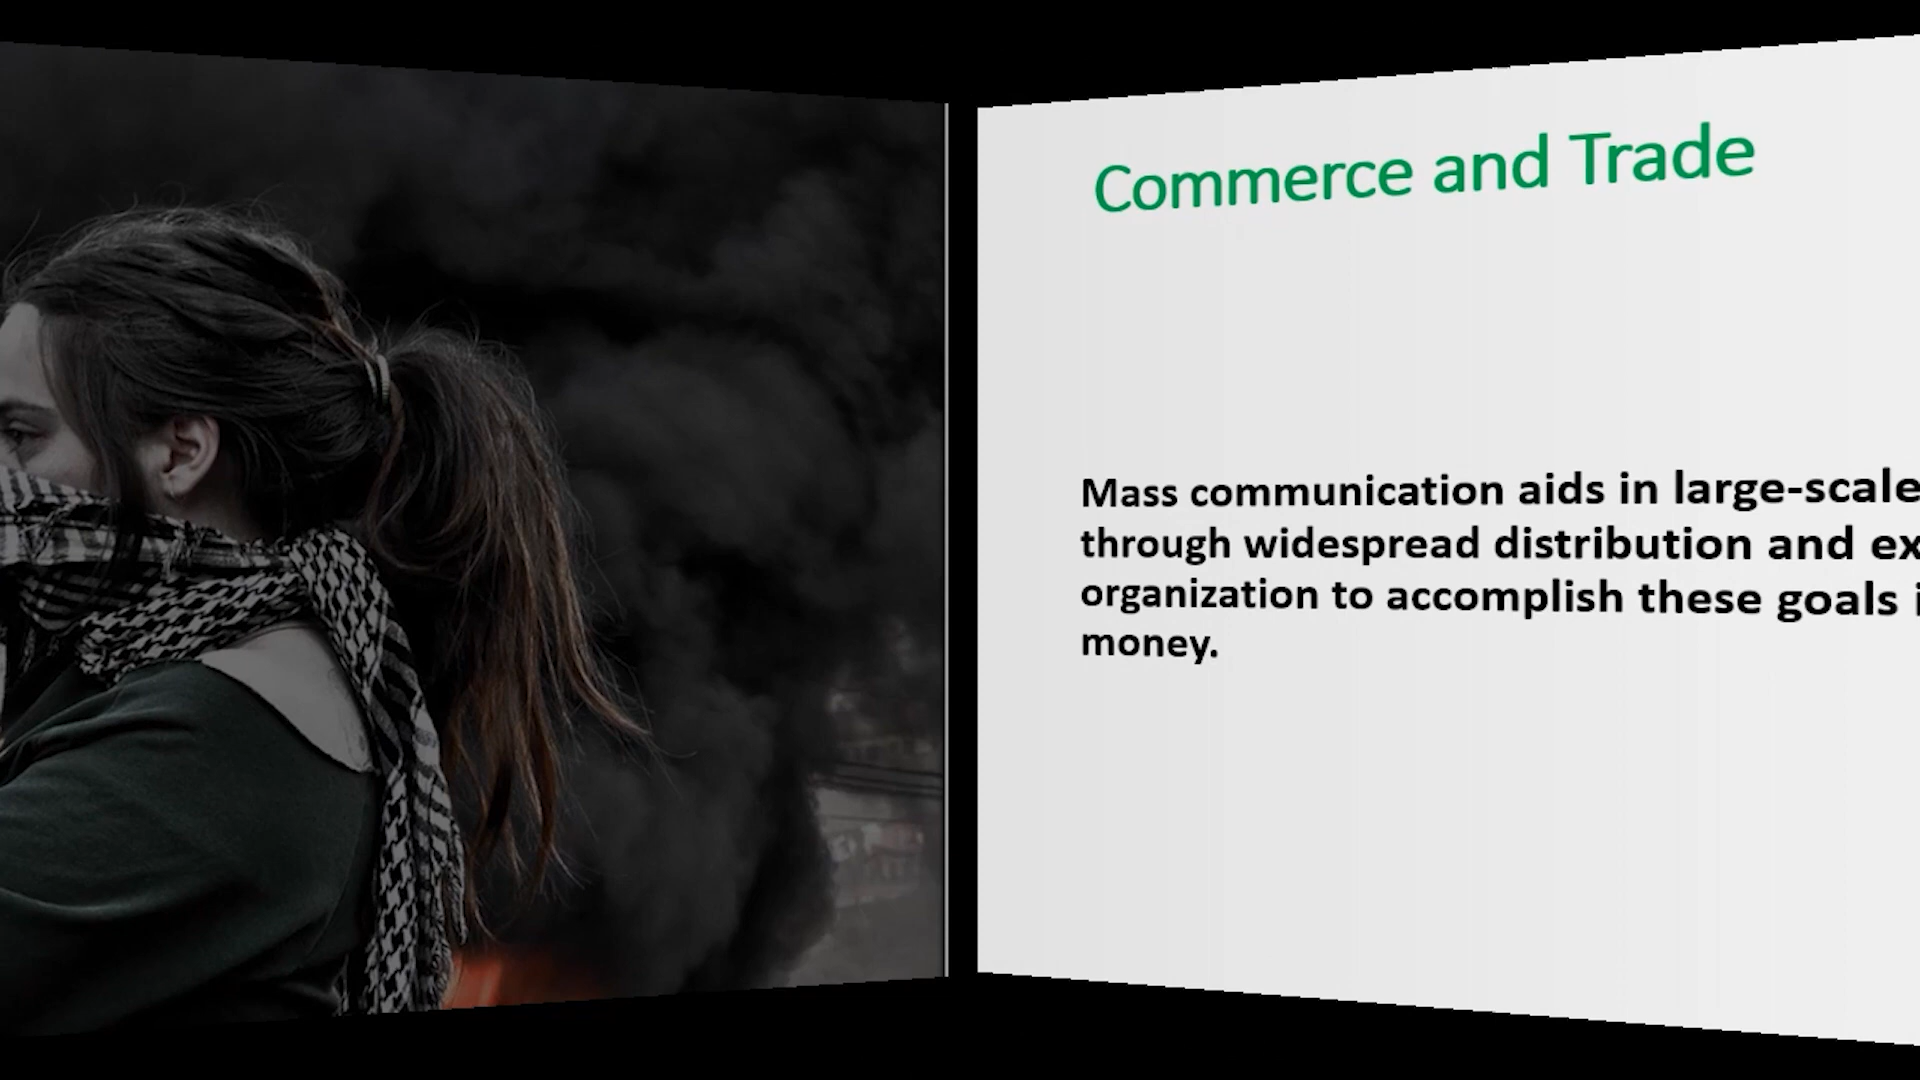 Commerce and Trade
Mass communication aids in large-scale
through widespread distribution and
organization to accomplish these goals
money.